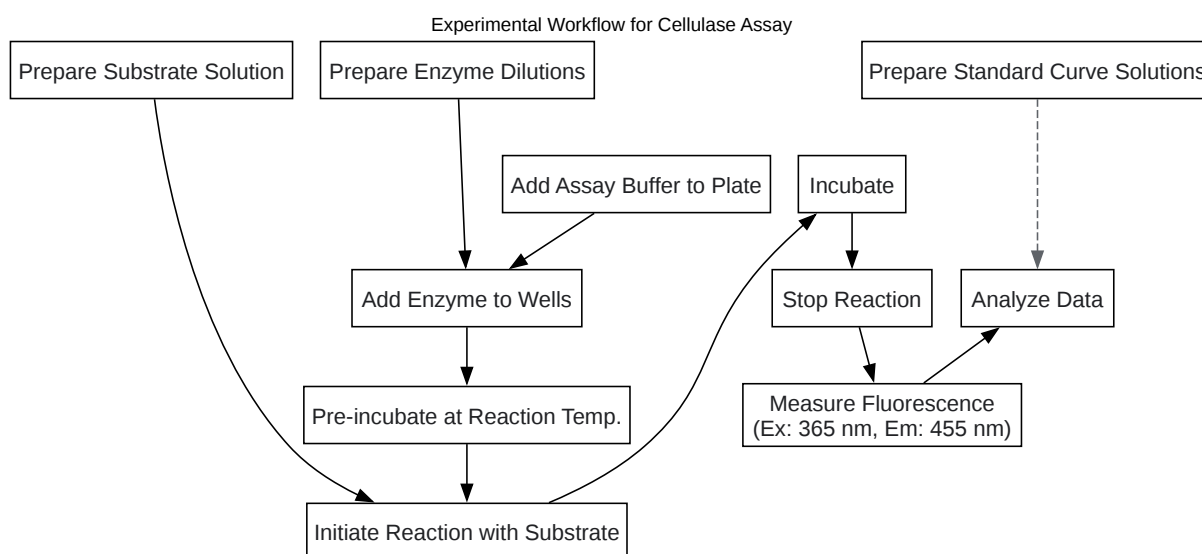 Experimental Workflow for Cellulase Assay
Prepare Substrate Solution
Prepare Enzyme Dilutions
Prepare Standard Curve Solutions
Add Assay Buffer to Plate
Incubate
Add Enzyme to Wells
Stop Reaction
Analyze Data
Pre-incubate at Reaction Temp.
Measure Fluorescence
(Ex: 365 nm, Em: 455 nm)
Initiate Reaction with Substrate